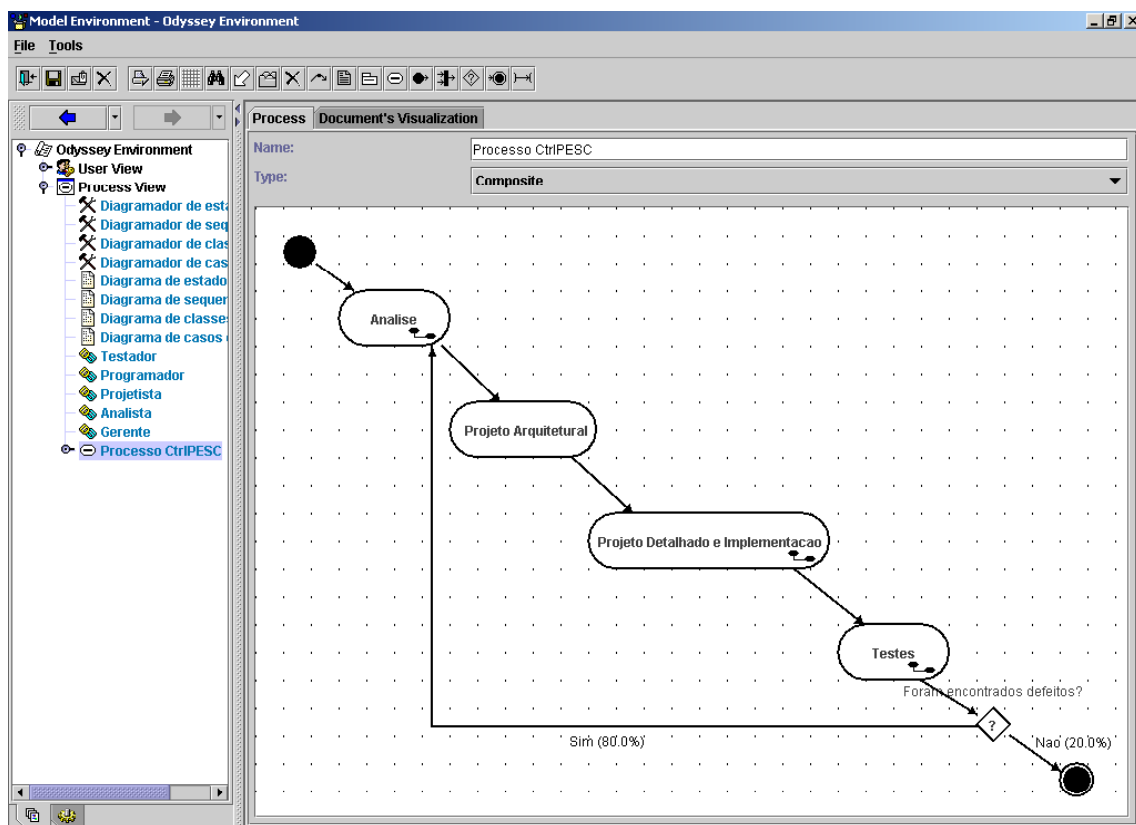 Model Environment - Odyssey Environment
File Tools
Process Document's Visualization
Odyssey Environment
User View
Process View
Diagramador de esta
Diagramador de seq
Diagramador de clas
Diagramador de cas
Diagrama de estado
Diagrama de sequer
Diagrama de classe
Diagrama de casos
Testador
Programador
Projetista
Analista
Gerente
Processo CtrlPESC
Name: Processo CtrlPESC
Type: Composite
Analise
Projeto Arquitetural
Projeto Detalhado e Implementacao
Testes
Foram encontrados defeitos?
?
Sim (80.0%)
Nao (20.0%)